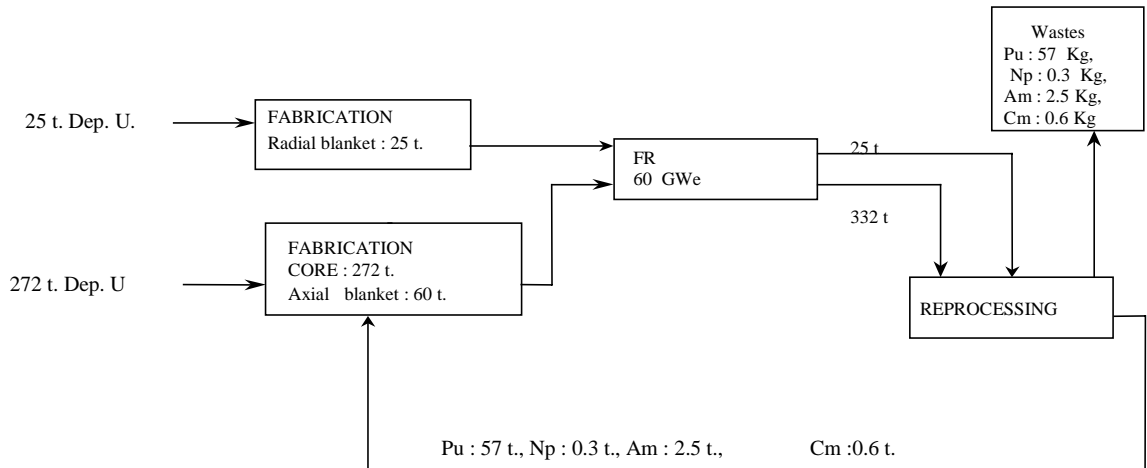 Wastes
Pu : 57 Kg,
Np : 0.3 Kg,
Am : 2.5 Kg,
Cm : 0.6 Kg
25 t. Dep. U.
FABRICATION
Radial blanket : 25 t.
FR
60 GWe
25 t
332 t
272 t. Dep. U
FABRICATION
CORE : 272 t.
Axial blanket : 60 t.
REPROCESSING
Pu : 57 t., Np : 0.3 t., Am : 2.5 t., Cm :0.6 t.